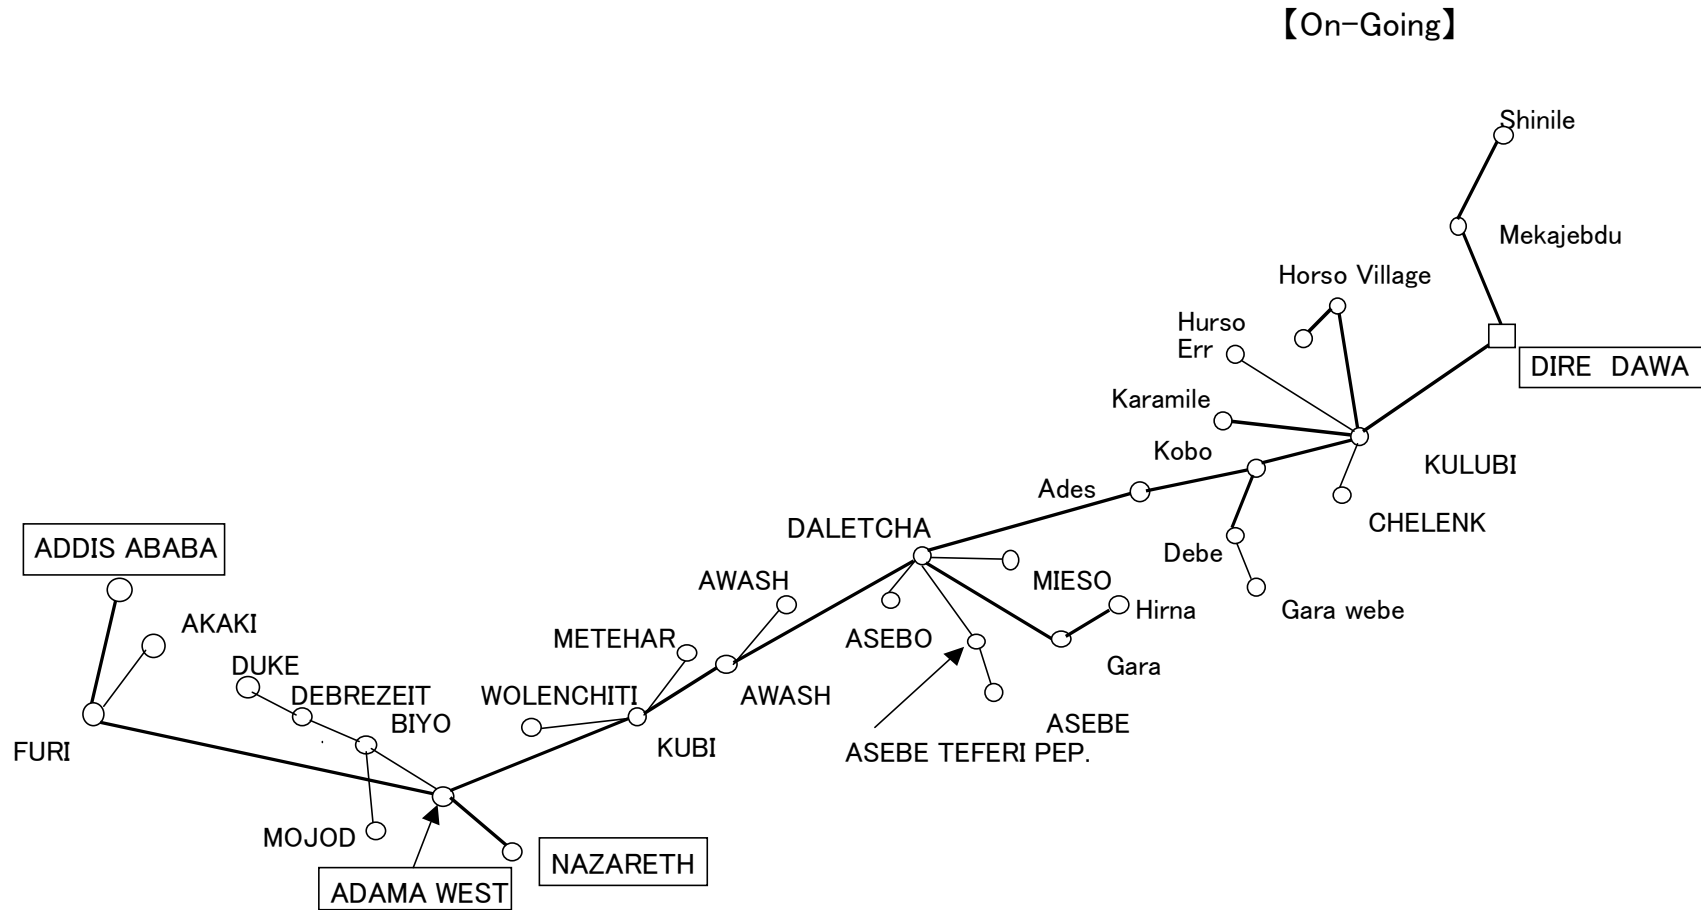 【On-Going】
Shinile
Mekajebdu
Horso Village
Hurso
Err
DIRE DAWA
Karamile
Kobo
KULUBI
Ades
CHELENK
DALETCHA
ADDIS ABABA
Debe
AWASH
MIESO
Hirna
Gara webe
AKAKI
METEHAR
ASEBO
DUKE
Gara
DEBREZEIT
WOLENCHITI
AWASH
BIYO
ASEBE
FURI
KUBI
ASEBE TEFERI PEP.
MOJOD
NAZARETH
ADAMA WEST